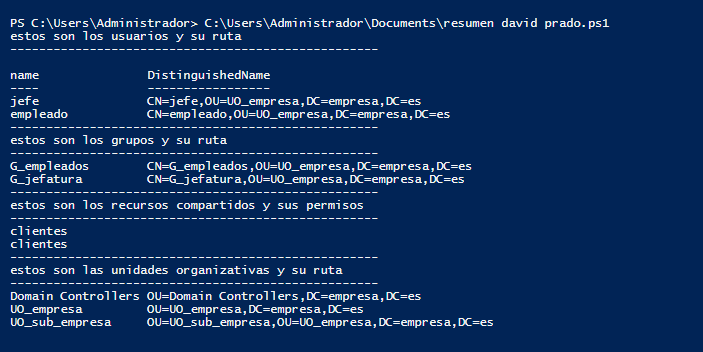 PS C:\Users\Administrador> C:\Users\Administrador\Documents\resumen david prado.ps1
estos son los usuarios y su ruta
---------------------------------------------------
name DistinguishedName
---- -----------------
jefe CN=jefe,OU=UO_empresa,DC=empresa,DC=es
empleado CN=empleado,OU=UO_empresa,DC=empresa,DC=es
---------------------------------------------------
estos son los grupos y su ruta
---------------------------------------------------
G_empleados CN=G_empleados,OU=UO_empresa,DC=empresa,DC=es
G_jefatura CN=G_jefatura,OU=UO_empresa,DC=empresa,DC=es
---------------------------------------------------
estos son los recursos compartidos y sus permisos
---------------------------------------------------
clientes
clientes
---------------------------------------------------
estos son las unidades organizativas y su ruta
---------------------------------------------------
Domain Controllers OU=Domain Controllers,DC=empresa,DC=es
UO_empresa OU=UO_empresa,DC=empresa,DC=es
UO_sub_empresa OU=UO_sub_empresa,OU=UO_empresa,DC=empresa,DC=es